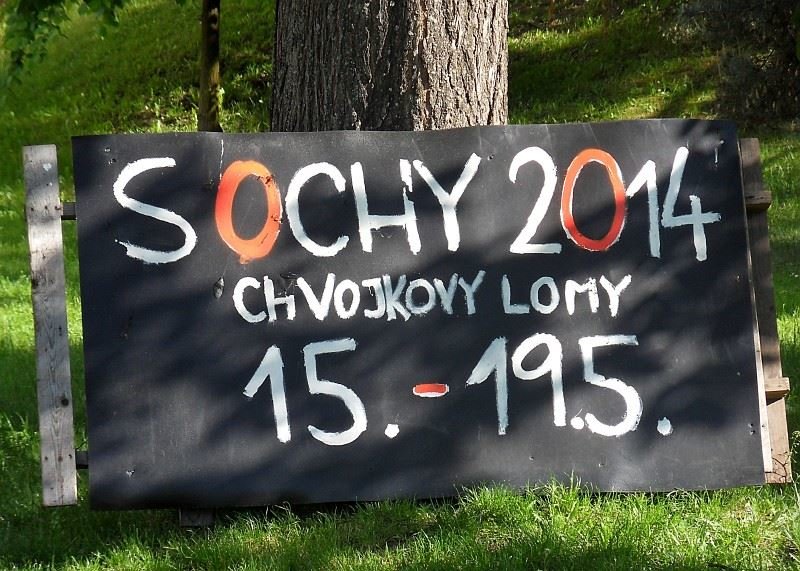 SOCHY 2014
CHVOJKOVY LOMY
15. - 19.5.